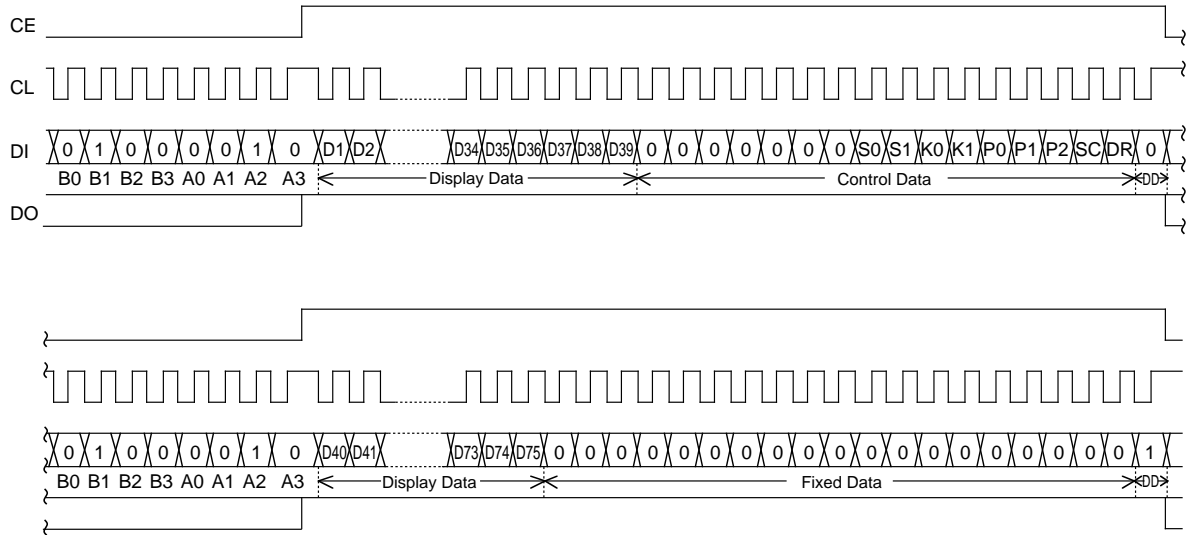 CE
CL
DI 0 1 0 0 0 0 1 0 D1 D2 D34 D35 D36 D37 D38 D39 0 0 0 0 0 0 0 S0 S1 K0 K1 P0 P1 P2 SC DR 0
B0 B1 B2 B3 A0 A1 A2 A3 Display Data Control Data DD
DO
0 1 0 0 0 0 1 0 D40 D41 D73 D74 D75 0 0 0 0 0 0 0 0 0 0 0 0 0 0 0 0 0 0 0 1
B0 B1 B2 B3 A0 A1 A2 A3 Display Data Fixed Data DD